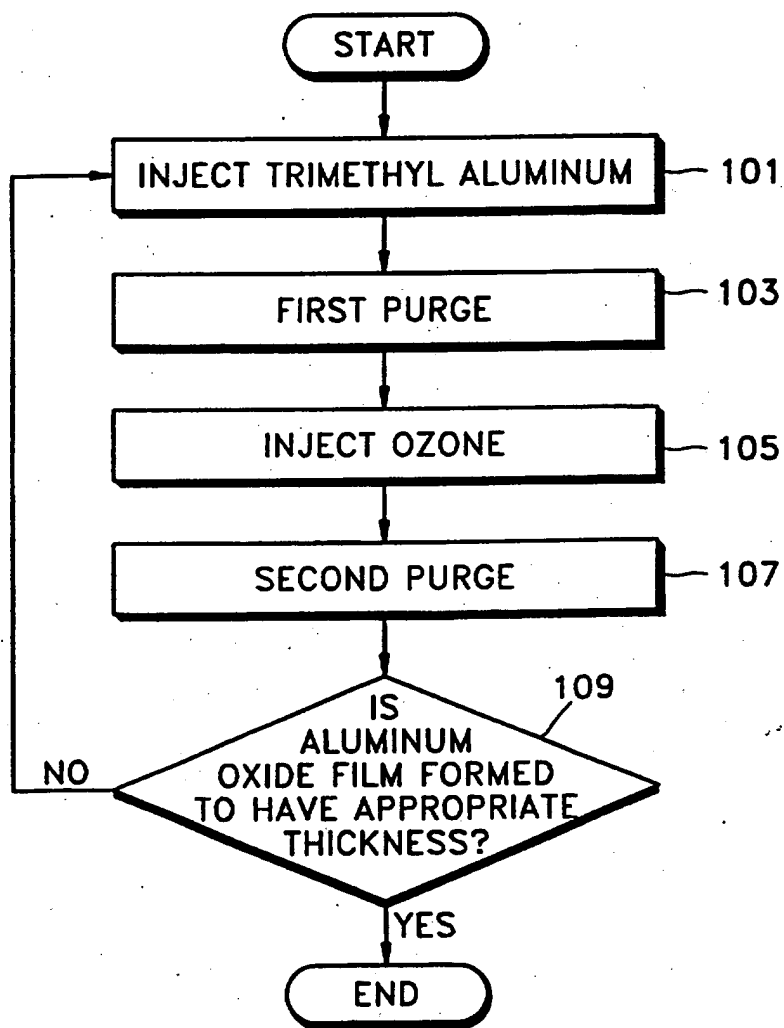 START
INJECT TRIMETHYL ALUMINUM
101
FIRST PURGE
103
INJECT OZONE
105
SECOND PURGE
107
109
IS
ALUMINUM
OXIDE FILM FORMED
TO HAVE APPROPRIATE
THICKNESS?
NO
YES
END